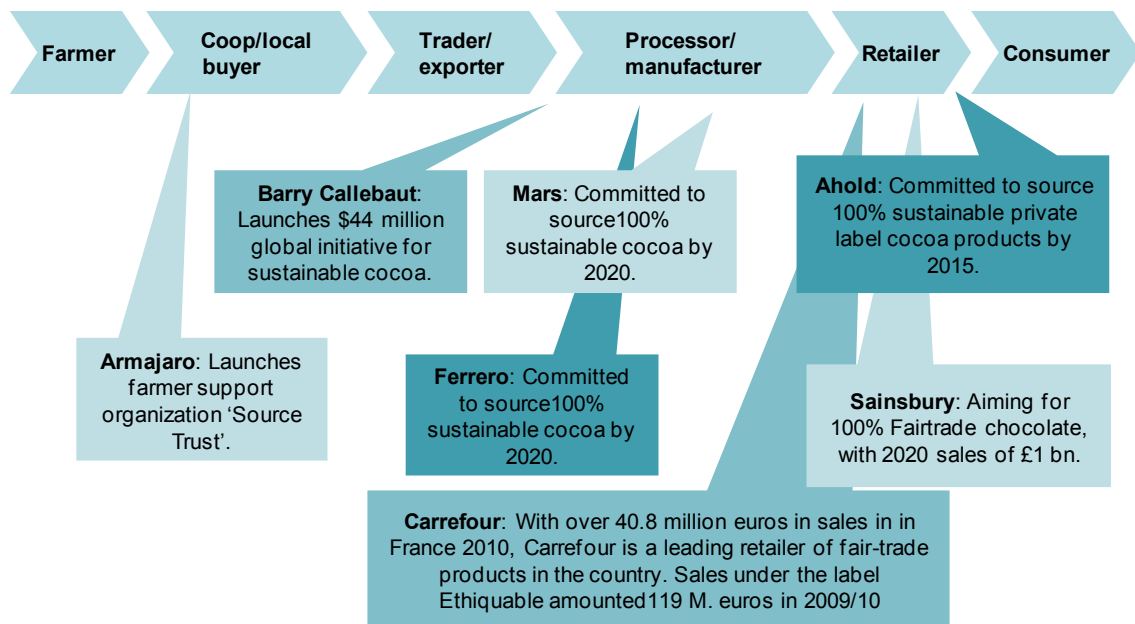 Farmer
Coop/local
buyer
Trader/
exporter
Processor/
manufacturer
Retailer
Consumer
Barry Callebaut:
Launches $44 million
global initiative for
sustainable cocoa.
Mars: Committed to
source100%
sustainable cocoa by
2020.
Ahold: Committed to source
100% sustainable private
label cocoa products by
2015.
Armajaro: Launches
farmer support
organization ‘Source
Trust’.
Ferrero: Committed
to source100%
sustainable cocoa by
2020.
Sainsbury: Aiming for
100% Fairtrade chocolate,
with 2020 sales of £1 bn.
Carrefour: With over 40.8 million euros in sales in in
France 2010, Carrefour is a leading retailer of fair-trade
products in the country. Sales under the label
Ethiquable amounted119 M. euros in 2009/10